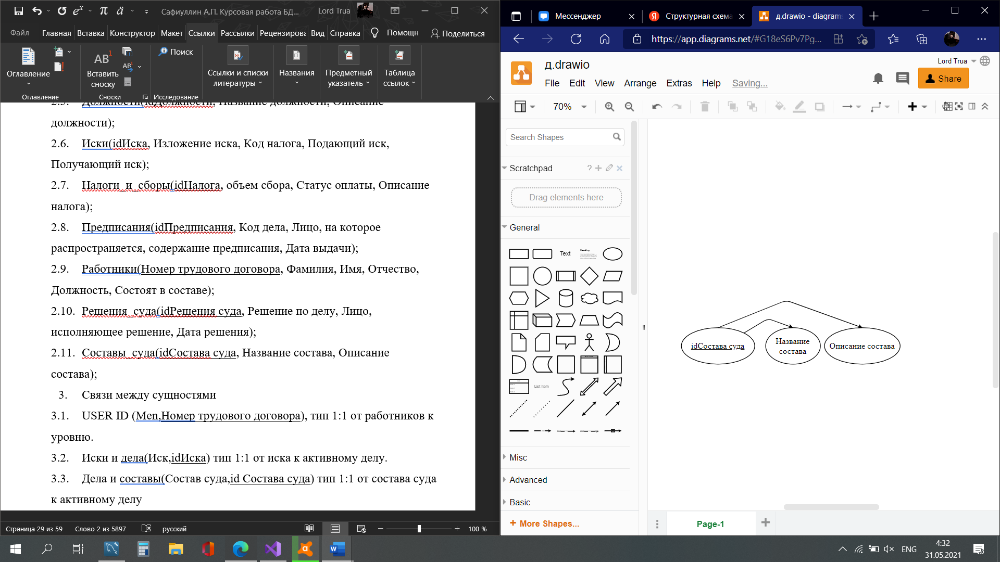 Сафиуллин А.П. Курсовая работа БД...
Lord Trua
Файл Главная Вставка Конструктор Макет Ссылки Рассылки Рецензирова Вид Справка Помощн Поделиться
Оглавление
AB1
Вставить сноску
AB
Поиск
Ссылки и списки литературы
Названия
Предметный указатель
Таблица ссылок
Оглавление Сноски Исследование
2.5. Должности(idДолжности, Название должности, Описание
должности);
2.6. Иски(idИска, Изложение иска, Код налога, Подающий иск,
Получающий иск);
2.7. Налоги_и_сборы(idНалога, объем сбора, Статус оплаты, Описание
налога);
2.8. Предписания(idПредписания, Код дела, Лицо, на которое
распространяется, содержание предписания, Дата выдачи);
2.9. Работники(Номер трудового договора, Фамилия, Имя, Отчество,
Должность, Состоят в составе);
2.10. Решения_суда(idРешения суда, Решение по делу, Лицо,
исполняющее решение, Дата решения);
2.11. Составы_суда(idСостава суда, Название состава, Описание
состава);
3. Связи между сущностями
3.1. USER ID (Men,Номер трудового договора), тип 1:1 от работников к
уровню.
3.2. Иски и дела(Иск,idИска) тип 1:1 от иска к активному делу.
3.3. Дела и составы(Состав суда,id Состава суда) тип 1:1 от состава суда
к активному делу
Страница 29 из 59 Слово 2 из 5897 русский 100 %
Мессенджер
Структурная схема
д.drawio - diagrams
https://app.diagrams.net/#G18eS6Pv7Pg...
д.drawio
Lord Trua
File Edit View Arrange Extras Help Saving...
Share
70%
Search Shapes
Scratchpad
?
Drag elements here
General
Text
Heading
List Item
Misc
Advanced
Basic
+ More Shapes...
idСостава суда
Название
состава
Описание состава
Page-1
ENG
4:32
31.05.2021